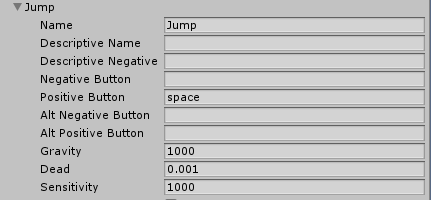 Jump
Name Jump
Descriptive Name
Descriptive Negative
Negative Button
Positive Button space
Alt Negative Button
Alt Positive Button
Gravity 1000
Dead 0.001
Sensitivity 1000